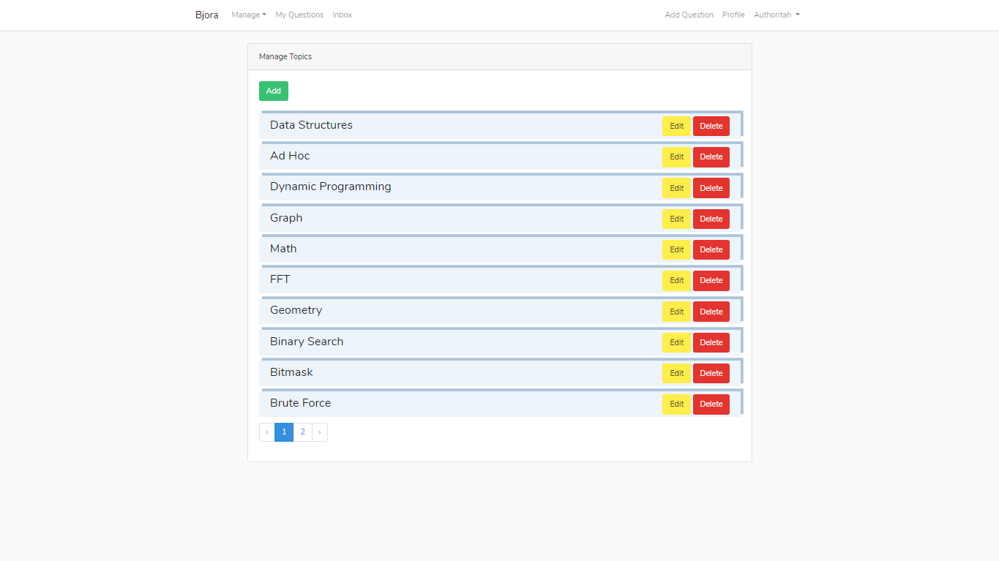 Bjora Manage My Questions Inbox Add Question Profile Authoritah
Manage Topics
Add
Data Structures Edit Delete
Ad Hoc Edit Delete
Dynamic Programming Edit Delete
Graph Edit Delete
Math Edit Delete
FFT Edit Delete
Geometry Edit Delete
Binary Search Edit Delete
Bitmask Edit Delete
Brute Force Edit Delete
‹ 1 2 ›